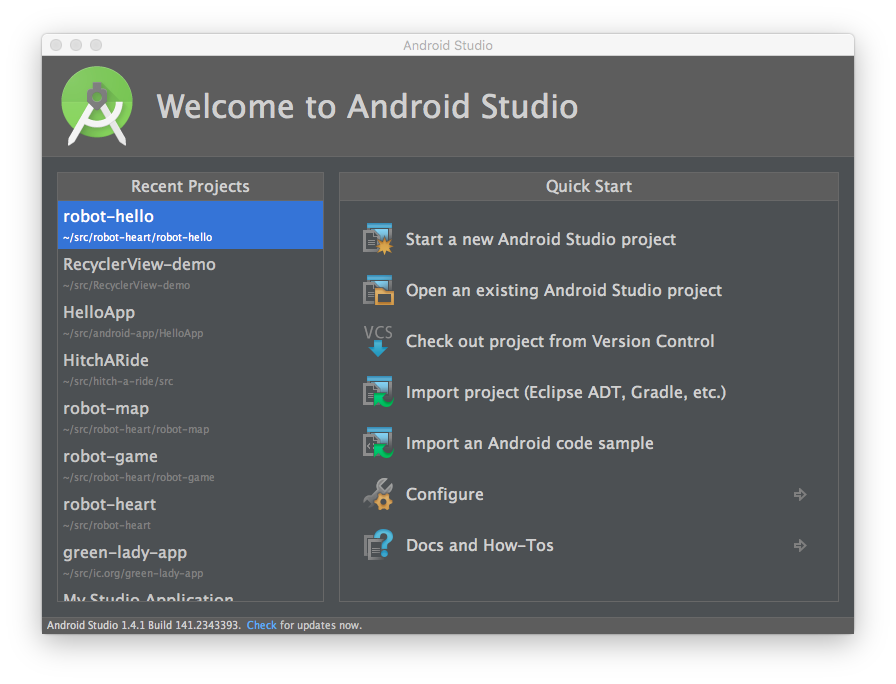 Android Studio
Welcome to Android Studio
Recent Projects
robot-hello
~/src/robot-heart/robot-hello
RecyclerView-demo
~/src/RecyclerView-demo
HelloApp
~/src/android-app/HelloApp
HitchARide
~/src/hitch-a-ride/src
robot-map
~/src/robot-heart/robot-map
robot-game
~/src/robot-heart/robot-game
robot-heart
~/src/robot-heart
green-lady-app
~/src/ic.org/green-lady-app
My Studio Application
Quick Start
Start a new Android Studio project
Open an existing Android Studio project
VCS
Check out project from Version Control
Import project (Eclipse ADT, Gradle, etc.)
Import an Android code sample
Configure
Docs and How-Tos
Android Studio 1.4.1 Build 141.2343393. Check for updates now.